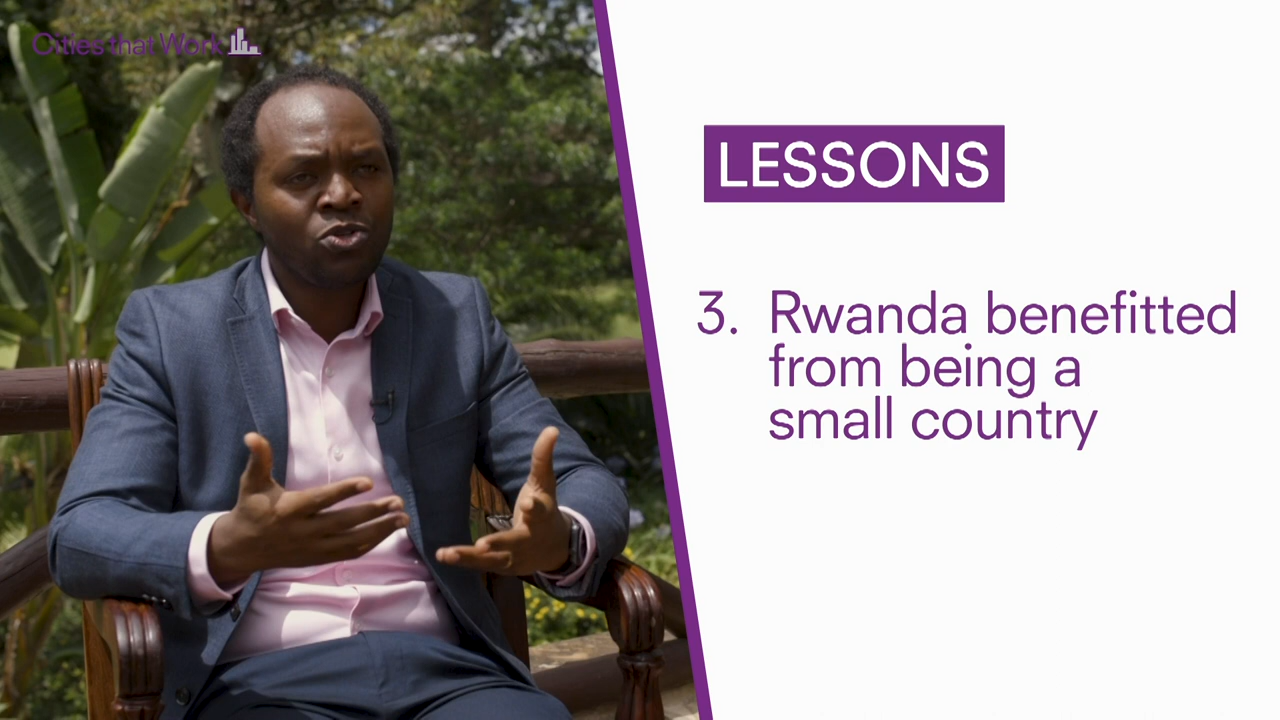 Cities that Work
LESSONS
3. Rwanda benefitted
from being a
small country